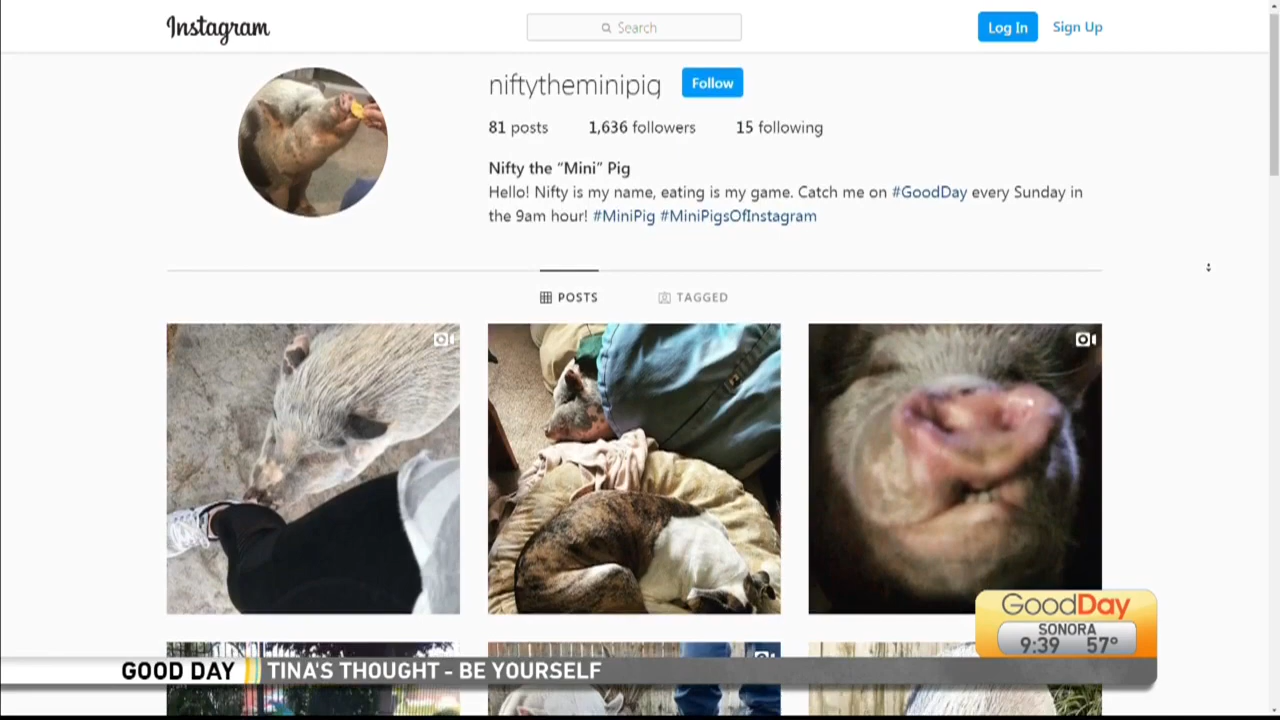 Instagram
Search
Log In
Sign Up
niftytheminipig
Follow
81 posts
1,636 followers
15 following
Nifty the “Mini” Pig
Hello! Nifty is my name, eating is my game. Catch me on #GoodDay every Sunday in
the 9am hour! #MiniPig #MiniPigsOfInstagram
POSTS
TAGGED
GoodDay
SONORA
9:39 57°
GOOD DAY TINA'S THOUGHT - BE YOURSELF